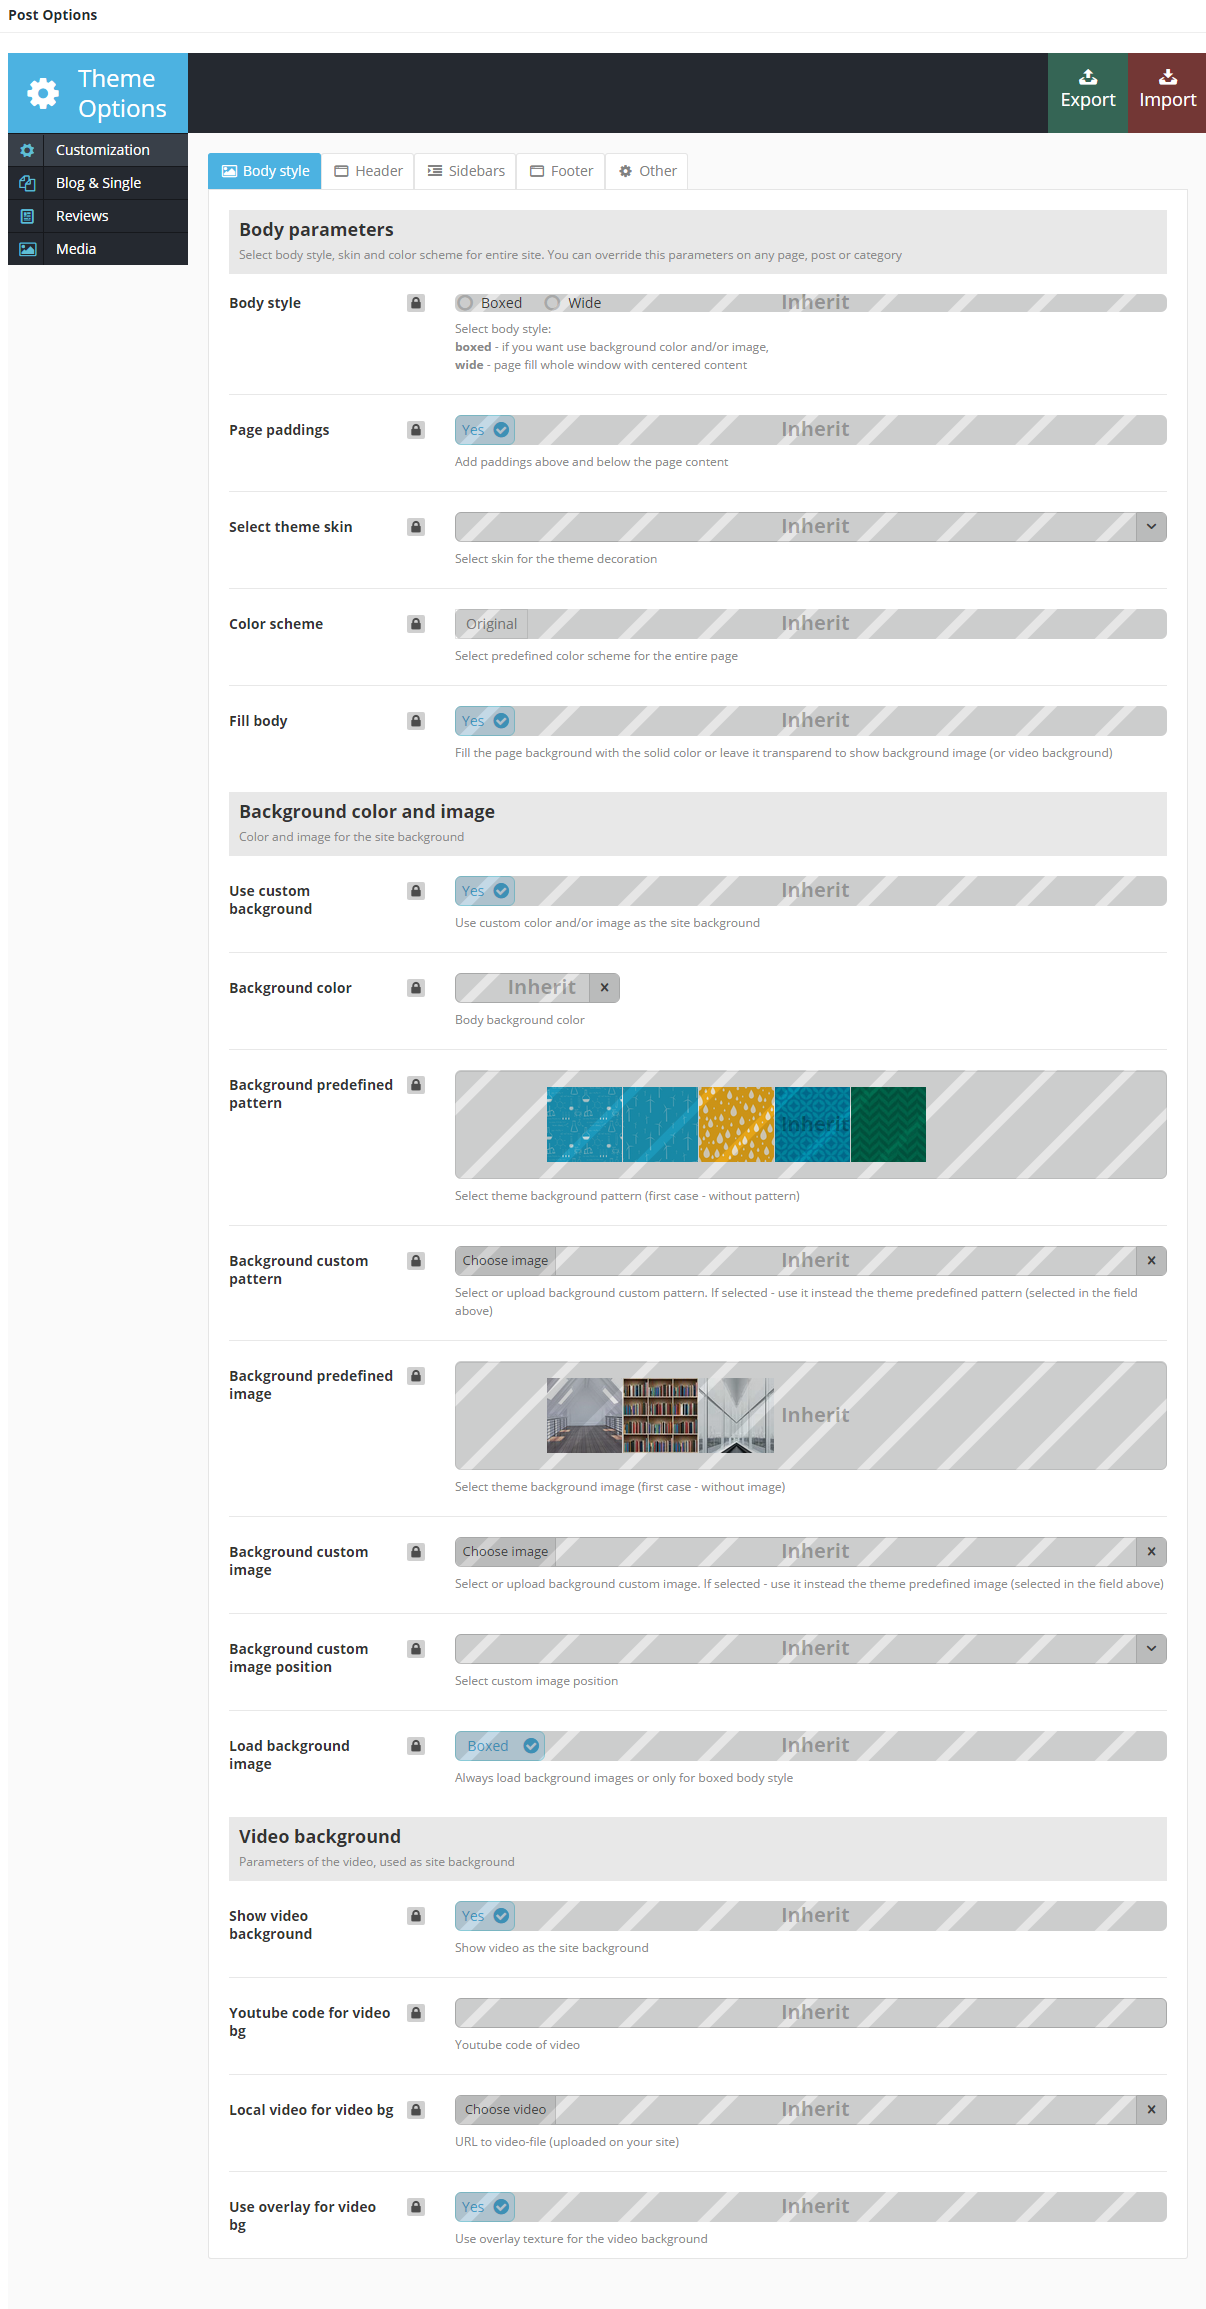 Post Options
Theme
Options
Export
Import
Customization
Blog & Single
Reviews
Media
Body style
Header
Sidebars
Footer
Other
Body parameters
Select body style, skin and color scheme for entire site. You can override this parameters on any page, post or category
Body style
Boxed
Wide
Inherit
Select body style:
boxed - if you want use background color and/or image,
wide - page fill whole window with centered content
Page paddings
Yes
Inherit
Add paddings above and below the page content
Select theme skin
Inherit
Select skin for the theme decoration
Color scheme
Original
Inherit
Select predefined color scheme for the entire page
Fill body
Yes
Inherit
Fill the page background with the solid color or leave it transparend to show background image (or video background)
Background color and image
Color and image for the site background
Use custom
background
Yes
Inherit
Use custom color and/or image as the site background
Background color
Inherit
Body background color
Background predefined
pattern
Inherit
Select theme background pattern (first case - without pattern)
Background custom
pattern
Choose image
Inherit
Select or upload background custom pattern. If selected - use it instead the theme predefined pattern (selected in the field
above)
Background predefined
image
Inherit
Select theme background image (first case - without image)
Background custom
image
Choose image
Inherit
Select or upload background custom image. If selected - use it instead the theme predefined image (selected in the field above)
Background custom
image position
Inherit
Select custom image position
Load background
image
Boxed
Inherit
Always load background images or only for boxed body style
Video background
Parameters of the video, used as site background
Show video
background
Yes
Inherit
Show video as the site background
Youtube code for video
bg
Inherit
Youtube code of video
Local video for video bg
Choose video
Inherit
URL to video-file (uploaded on your site)
Use overlay for video
bg
Yes
Inherit
Use overlay texture for the video background